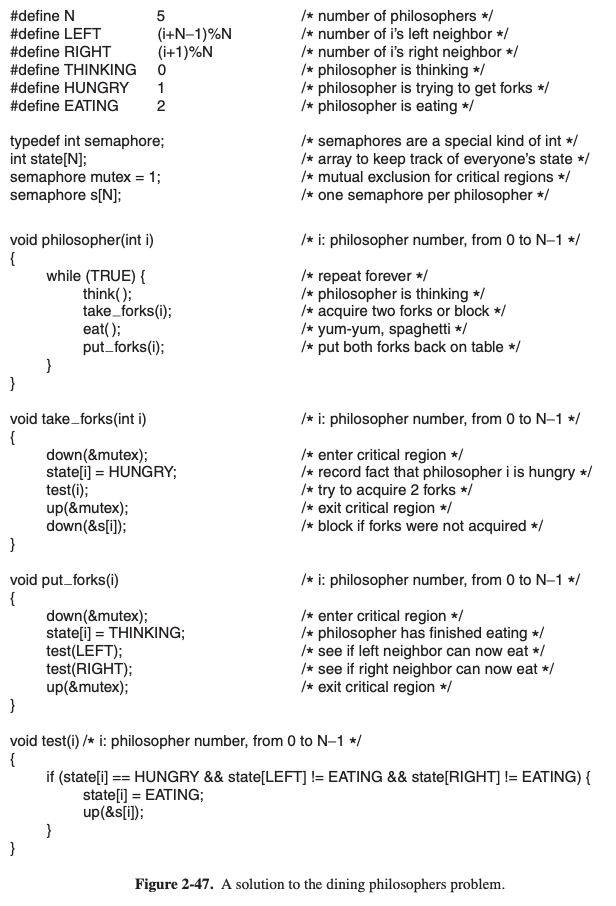 #define N 5 /* number of philosophers */
#define LEFT (i+N−1)%N /* number of i’s left neighbor */
#define RIGHT (i+1)%N /* number of i’s right neighbor */
#define THINKING 0 /* philosopher is thinking */
#define HUNGRY 1 /* philosopher is trying to get forks */
#define EATING 2 /* philosopher is eating */
typedef int semaphore; /* semaphores are a special kind of int */
int state[N]; /* array to keep track of everyone’s state */
semaphore mutex = 1; /* mutual exclusion for critical regions */
semaphore s[N]; /* one semaphore per philosopher */
void philosopher(int i) /* i: philosopher number, from 0 to N−1 */
{
while (TRUE) { /* repeat forever */
think( ); /* philosopher is thinking */
take_forks(i); /* acquire two forks or block */
eat( ); /* yum-yum, spaghetti */
put_forks(i); /* put both forks back on table */
}
}
void take_forks(int i) /* i: philosopher number, from 0 to N−1 */
{
down(&mutex); /* enter critical region */
state[i] = HUNGRY; /* record fact that philosopher i is hungry */
test(i); /* try to acquire 2 forks */
up(&mutex); /* exit critical region */
down(&s[i]); /* block if forks were not acquired */
}
void put_forks(i) /* i: philosopher number, from 0 to N−1 */
{
down(&mutex); /* enter critical region */
state[i] = THINKING; /* philosopher has finished eating */
test(LEFT); /* see if left neighbor can now eat */
test(RIGHT); /* see if right neighbor can now eat */
up(&mutex); /* exit critical region */
}
void test(i) /* i: philosopher number, from 0 to N−1 */
{
if (state[i] == HUNGRY && state[LEFT] != EATING && state[RIGHT] != EATING) {
state[i] = EATING;
up(&s[i]);
}
}
Figure 2-47. A solution to the dining philosophers problem.